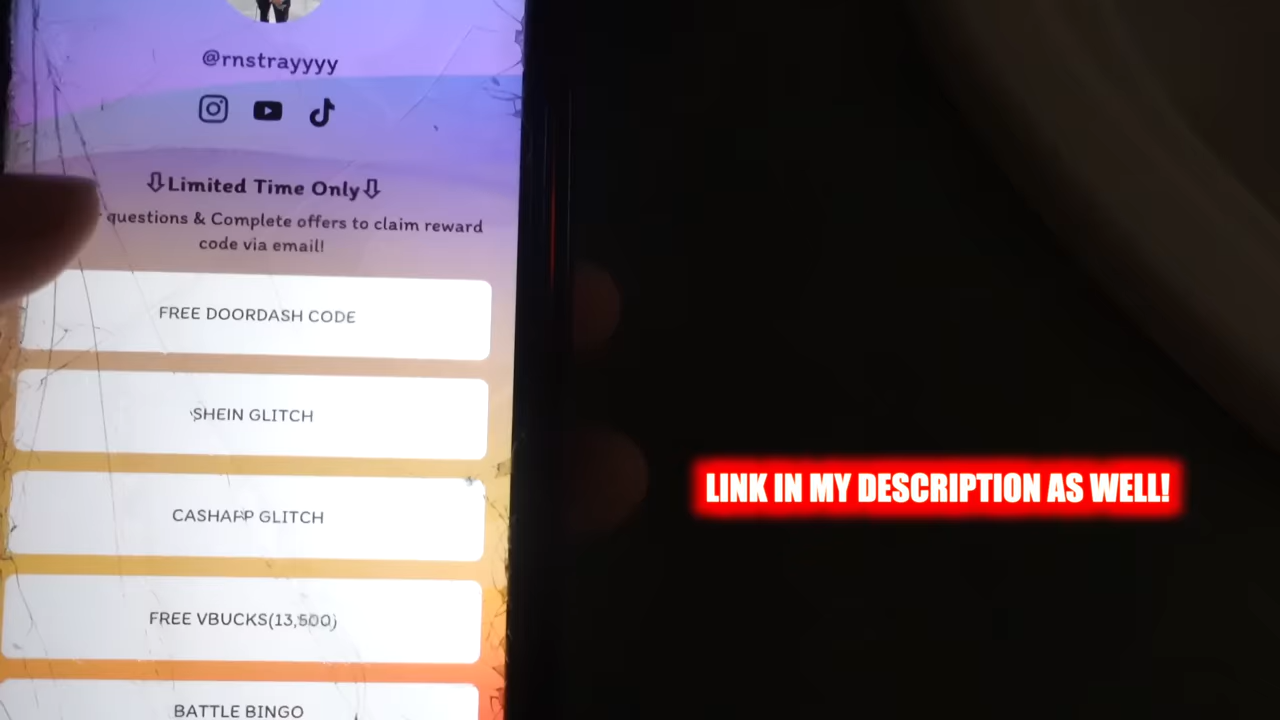 @rnstrayyyy
⇩Limited Time Only⇩
questions & Complete offers to claim reward
code via email!
FREE DOORDASH CODE
SHEIN GLITCH
CASHAPP GLITCH
FREE VBUCKS(13,500)
BATTLE BINGO
LINK IN MY DESCRIPTION AS WELL!